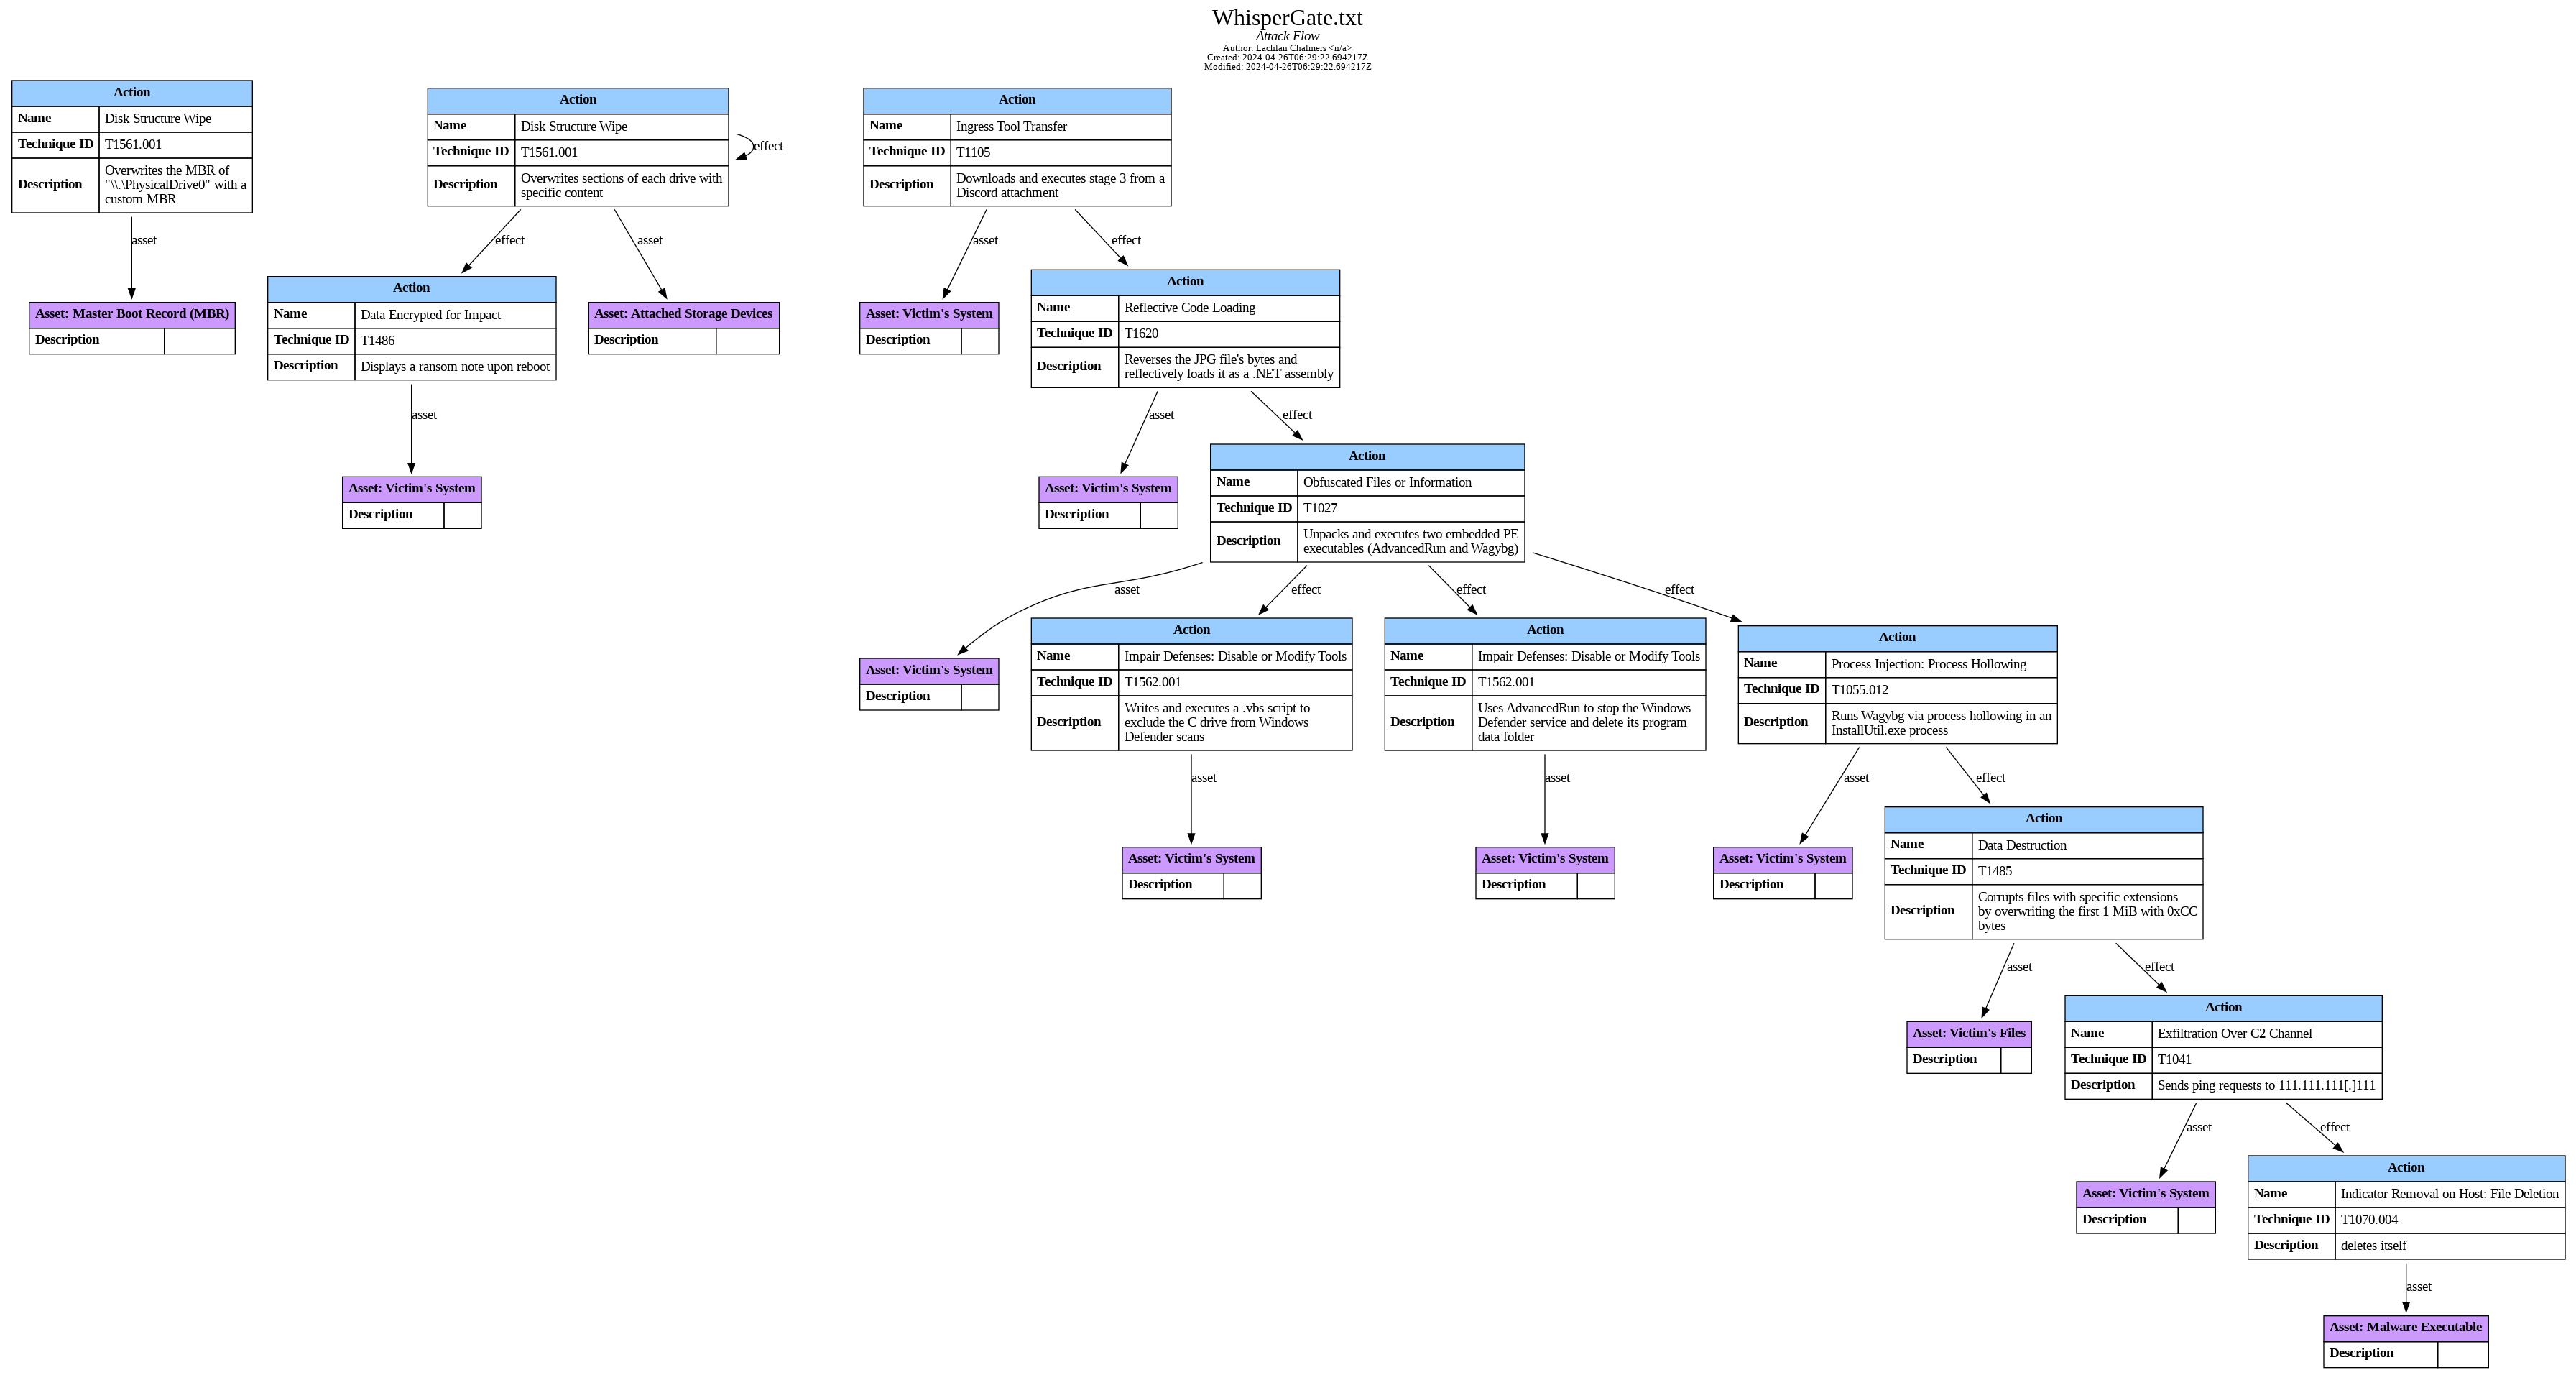 WhisperGate.txt
Attack Flow
Author: Lachlan Chalmers <n/a>
Created: 2024-04-26T06:29:22.694217Z
Modified: 2024-04-26T06:29:22.694217Z
Action
Name Disk Structure Wipe
Technique ID T1561.001
Description Overwrites the MBR of
"\\.\PhysicalDrive0" with a
custom MBR
asset
Asset: Master Boot Record (MBR)
Description
Action
Name Disk Structure Wipe
Technique ID T1561.001
Description Overwrites sections of each drive with
specific content
effect
effect
asset
Action
Name Data Encrypted for Impact
Technique ID T1486
Description Displays a ransom note upon reboot
Asset: Attached Storage Devices
Description
asset
Asset: Victim's System
Description
Action
Name Ingress Tool Transfer
Technique ID T1105
Description Downloads and executes stage 3 from a
Discord attachment
asset
effect
Asset: Victim's System
Description
Action
Name Reflective Code Loading
Technique ID T1620
Description Reverses the JPG file's bytes and
reflectively loads it as a .NET assembly
asset
effect
Asset: Victim's System
Description
Action
Name Obfuscated Files or Information
Technique ID T1027
Description Unpacks and executes two embedded PE
executables (AdvancedRun and Wagybg)
asset
effect
effect
effect
Asset: Victim's System
Description
Action
Name Impair Defenses: Disable or Modify Tools
Technique ID T1562.001
Description Writes and executes a .vbs script to
exclude the C drive from Windows
Defender scans
asset
Asset: Victim's System
Description
Action
Name Impair Defenses: Disable or Modify Tools
Technique ID T1562.001
Description Uses AdvancedRun to stop the Windows
Defender service and delete its program
data folder
asset
Asset: Victim's System
Description
Action
Name Process Injection: Process Hollowing
Technique ID T1055.012
Description Runs Wagybg via process hollowing in an
InstallUtil.exe process
asset
effect
Asset: Victim's System
Description
Action
Name Data Destruction
Technique ID T1485
Description Corrupts files with specific extensions
by overwriting the first 1 MiB with 0xCC
bytes
asset
effect
Asset: Victim's Files
Description
Action
Name Exfiltration Over C2 Channel
Technique ID T1041
Description Sends ping requests to 111.111.111[.]111
asset
effect
Asset: Victim's System
Description
Action
Name Indicator Removal on Host: File Deletion
Technique ID T1070.004
Description deletes itself
asset
Asset: Malware Executable
Description